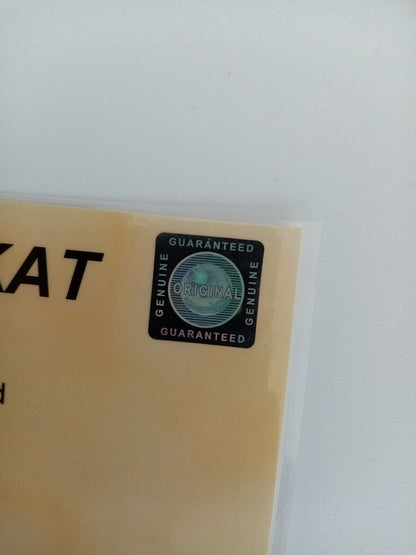 KAT
d
GUARANTEED
GENUINE
ORIGINAL
GENUINE
GUARANTEED